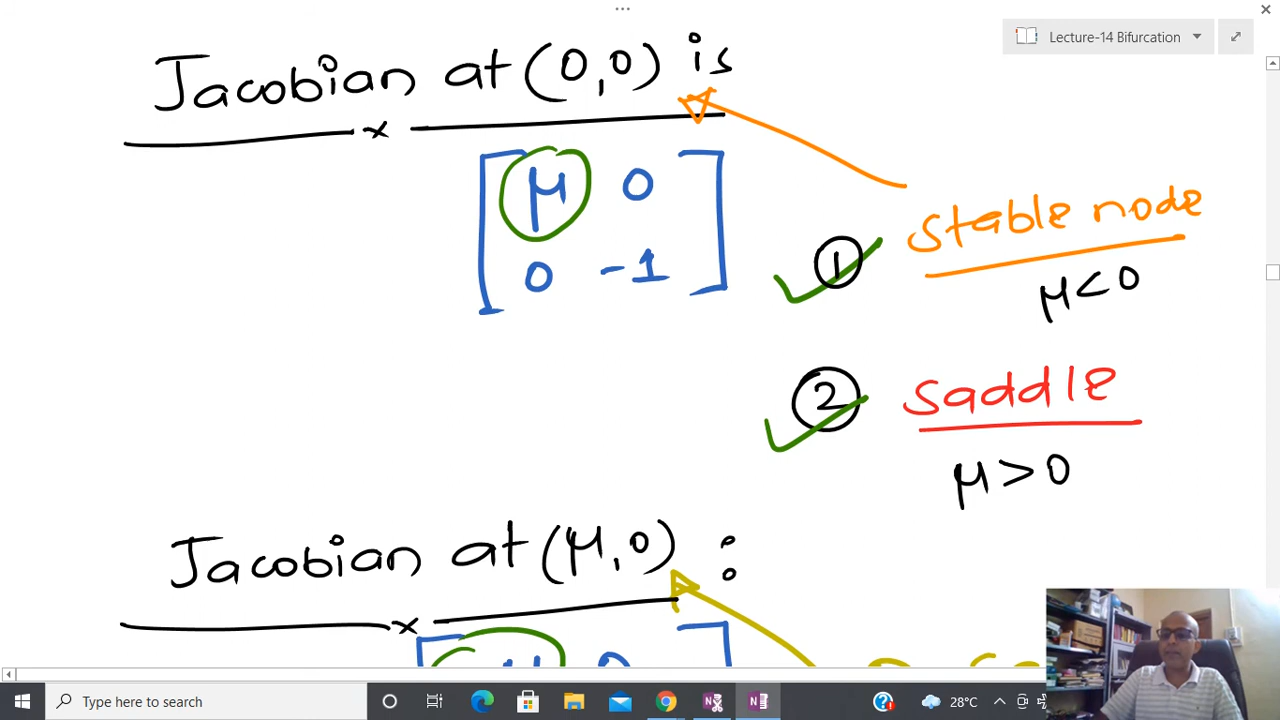 Lecture-14 Bifurcation
Jacobian at (0,0) is
μ 0
0 -1
stable node
①
μ<0
② saddle
μ>0
Jacobian at (μ,0) :
Type here to search
28°C